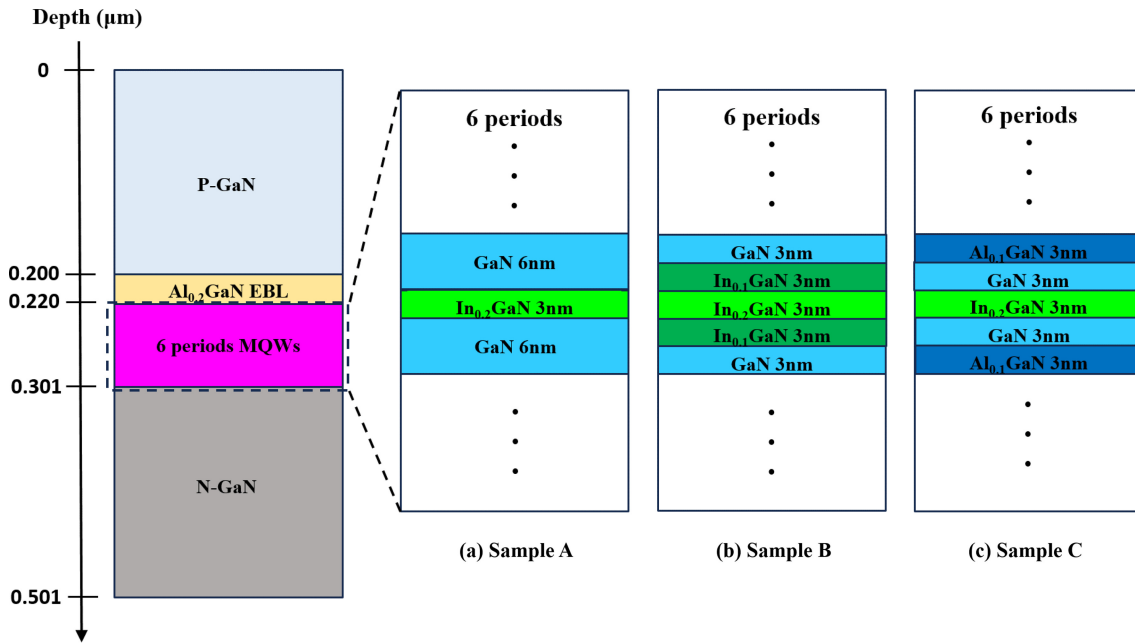 Depth (μm)
0
0.200
0.220
0.301
0.501
P-GaN
Al₀.₂GaN EBL
6 periods MQWs
N-GaN
6 periods
GaN 6nm
In₀.₂GaN 3nm
GaN 6nm
(a) Sample A
6 periods
GaN 3nm
In₀.₁GaN 3nm
In₀.₂GaN 3nm
In₀.₁GaN 3nm
GaN 3nm
(b) Sample B
6 periods
Al₀.₁GaN 3nm
GaN 3nm
In₀.₂GaN 3nm
GaN 3nm
Al₀.₁GaN 3nm
(c) Sample C